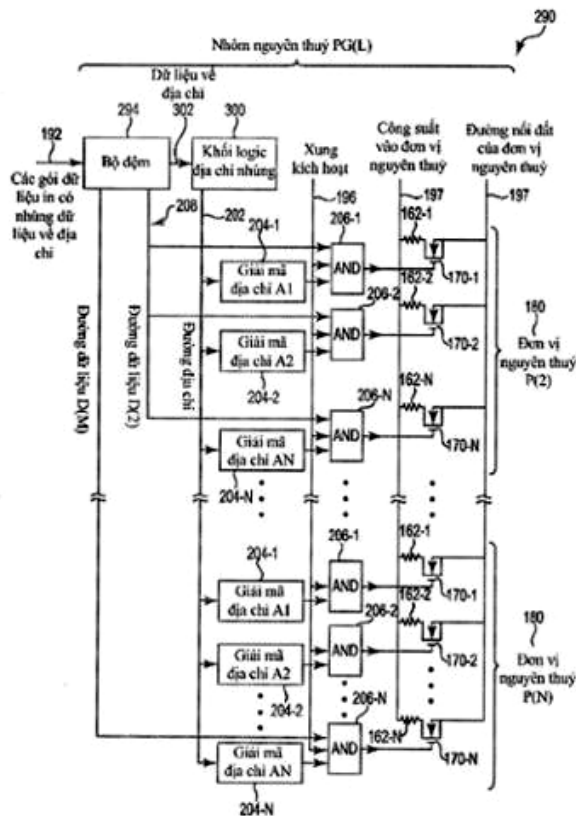 290
Nhóm nguyên thuỷ PG(L)
Dữ liệu về
địa chỉ
192
294
302
300
Bộ đệm
Khối logic
địa chỉ nhúng
Xung
kích hoạt
Công suất
vào đơn vị
nguyên thuỷ
Đường nối đất
của đơn vị
nguyên thuỷ
Các gói dữ
liệu in có
nhúng dữ
liệu về địa
chỉ
208
202
196
197
197
204-1
206-1
162-1
Giải mã
địa chỉ A1
AND
170-1
206-2
162-2
Giải mã
địa chỉ A2
AND
170-2
204-2
180
Đơn vị
nguyên thuỷ
P(2)
Đường dữ liệu D(M)
Đường dữ liệu D(2)
Đường địa chỉ
206-N
162-N
Giải mã
địa chỉ AN
AND
170-N
204-N
204-1
206-1
162-1
Giải mã
địa chỉ A1
AND
170-1
206-2
162-2
Giải mã
địa chỉ A2
AND
170-2
204-2
180
Đơn vị
nguyên thuỷ
P(N)
206-N
162-N
Giải mã
địa chỉ AN
AND
170-N
204-N